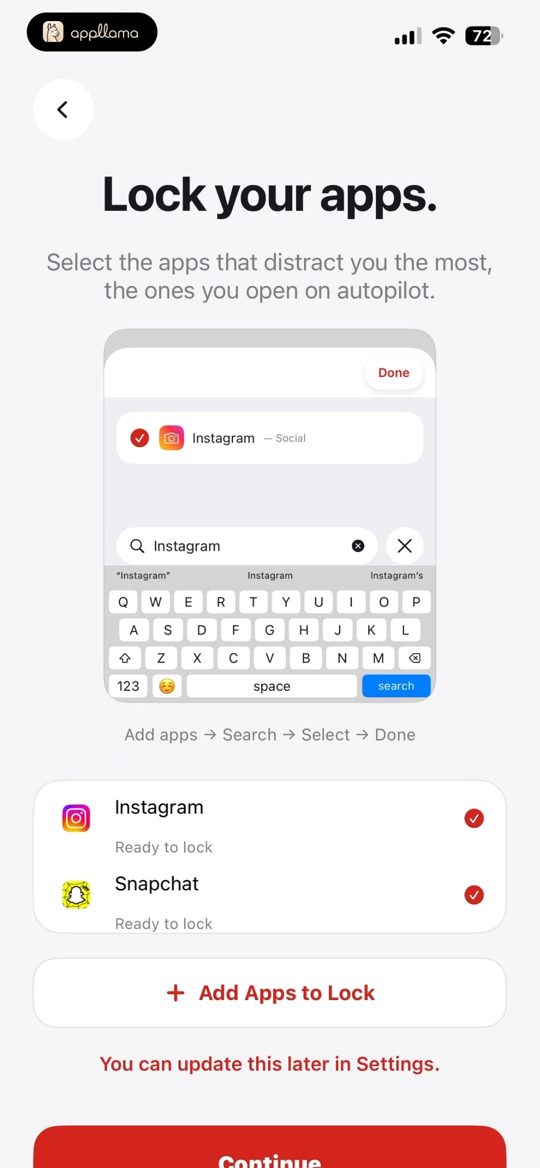 appllama
72
Lock your apps.
Select the apps that distract you the most,
the ones you open on autopilot.
Done
Instagram — Social
Instagram
"Instagram" Instagram Instagram's
Q W E R T Y U I O P
A S D F G H J K L
Z X C V B N M
123 space search
Add apps → Search → Select → Done
Instagram
Ready to lock
Snapchat
Ready to lock
+ Add Apps to Lock
You can update this later in Settings.
Continue